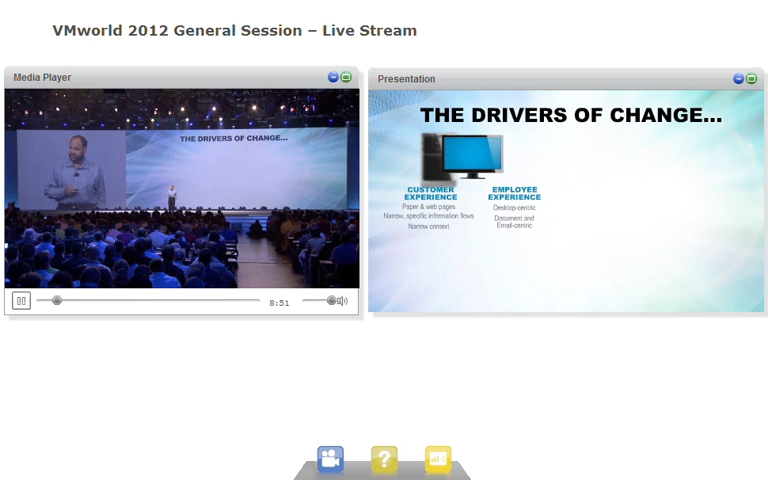 VMworld 2012 General Session – Live Stream
Media Player
THE DRIVERS OF CHANGE...
8:51
Presentation
THE DRIVERS OF CHANGE...
CUSTOMER
EXPERIENCE
Paper & web pages
Narrow, specific information flows
Narrow context
EMPLOYEE
EXPERIENCE
Desktop-centric
Document and
Email-centric
?